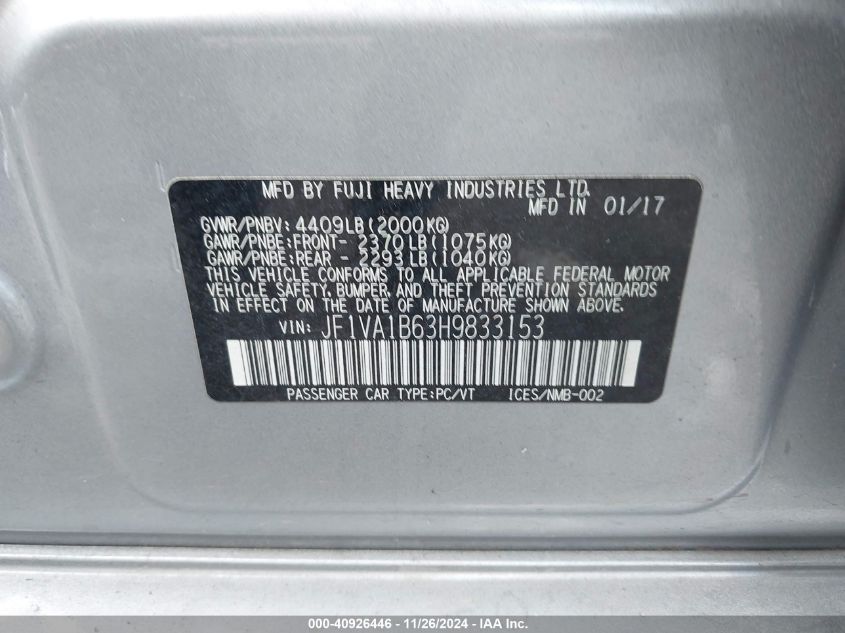 MFD BY FUJI HEAVY INDUSTRIES LTD.
MFD IN 01/17
GVWR/PNBV: 4409LB(2000KG)
GAWR/PNBE:FRONT- 2370LB(1075KG)
GAWR/PNBE:REAR - 2293LB(1040KG)
THIS VEHICLE CONFORMS TO ALL APPLICABLE FEDERAL MOTOR
VEHICLE SAFETY, BUMPER, AND THEFT PREVENTION STANDARDS
IN EFFECT ON THE DATE OF MANUFACTURE SHOWN ABOVE.
VIN: JF1VA1B63H9833153
PASSENGER CAR TYPE:PC/VT ICES/NMB-002
000-40926446 - 11/26/2024 - IAA Inc.